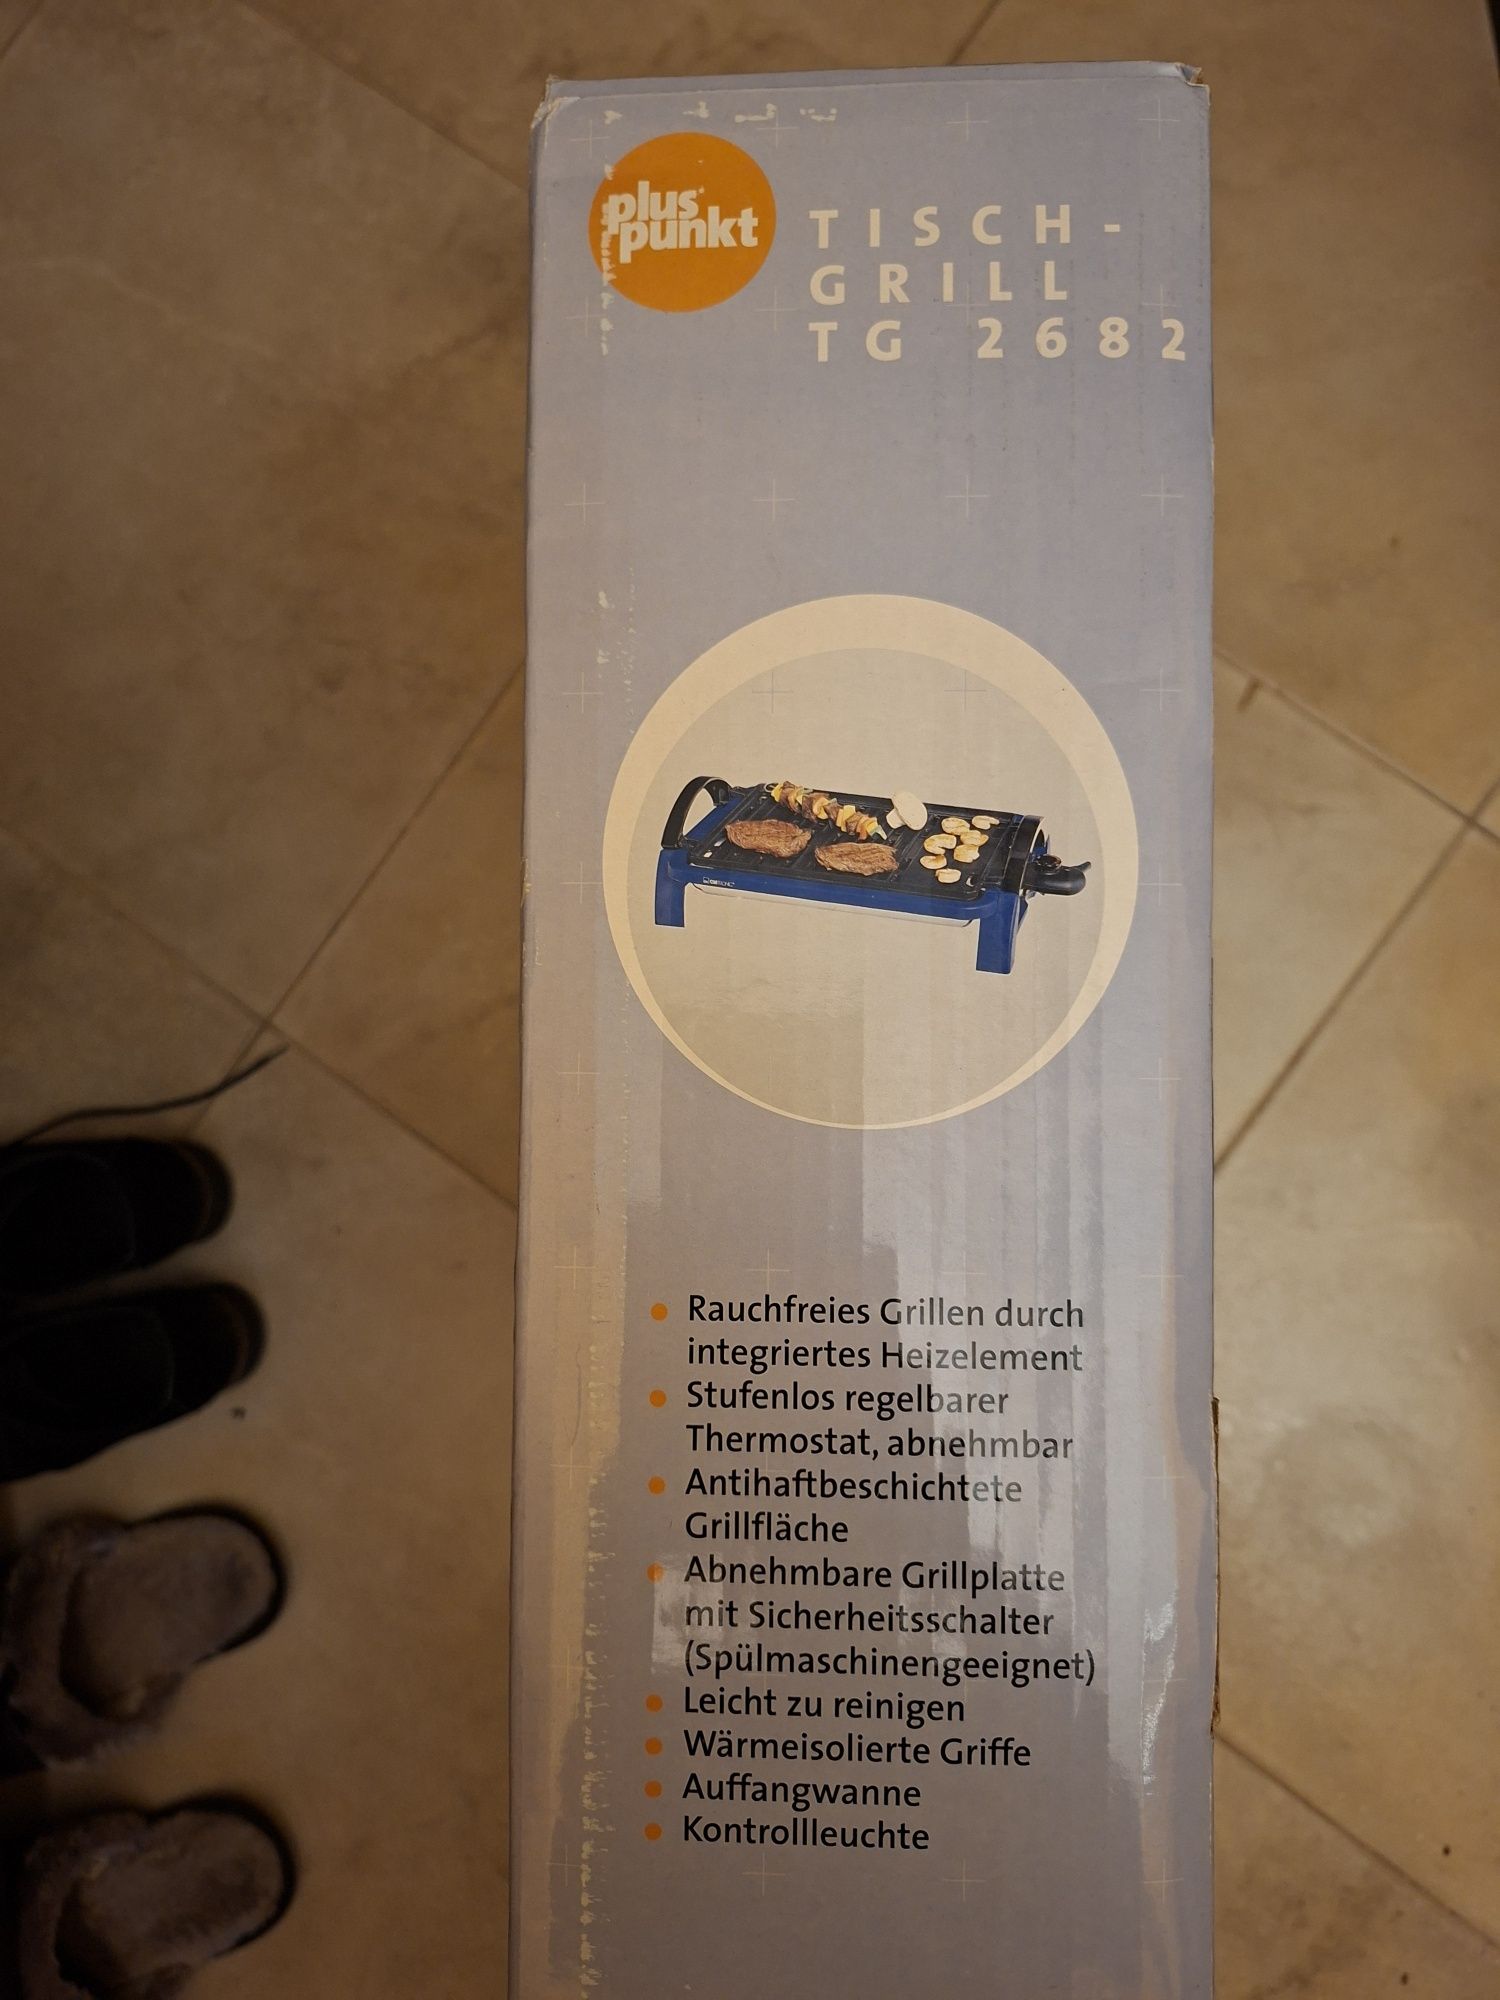 plus
punkt
TISCH-
GRILL
TG 2682
CLATRONIC
Rauchfreies Grillen durch
integriertes Heizelement
Stufenlos regelbarer
Thermostat, abnehmbar
Antihaftbeschichtete
Grillfläche
Abnehmbare Grillplatte
mit Sicherheitsschalter
(Spülmaschinengeeignet)
Leicht zu reinigen
Wärmeisolierte Griffe
Auffangwanne
Kontrollleuchte